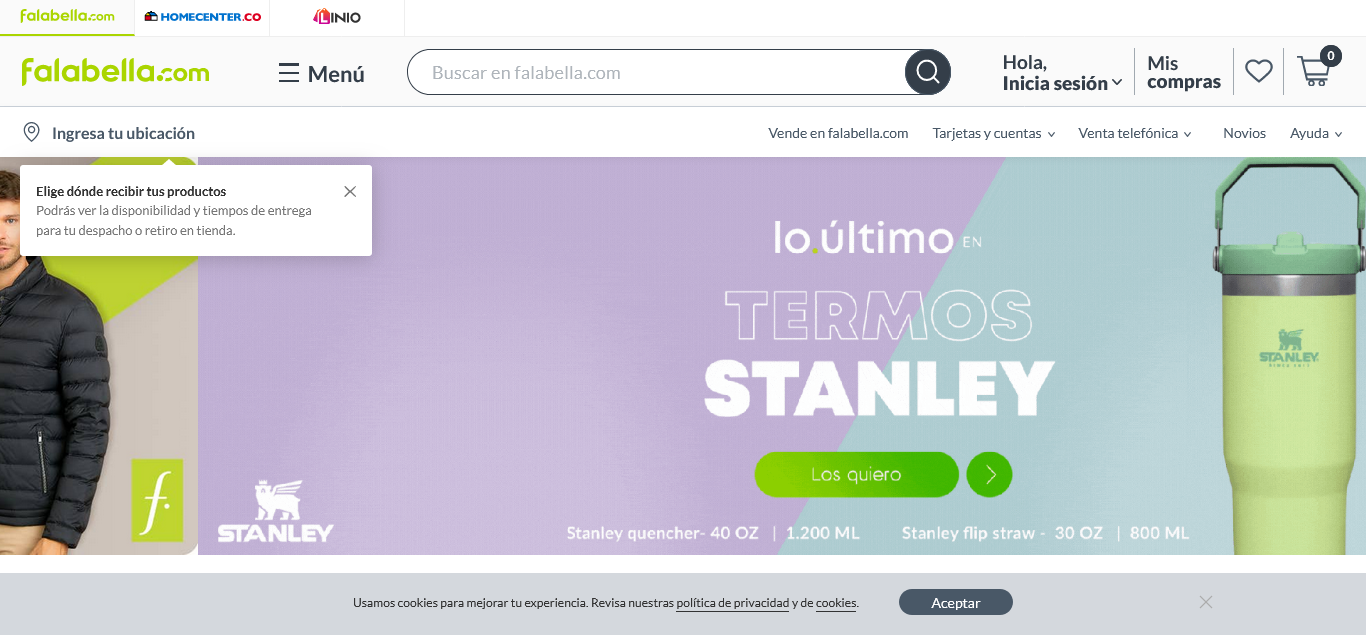 falabella.com
HOMECENTER.CO
LINIO
falabella.com
Menú
Buscar en falabella.com
Hola,
Inicia sesión
Mis
compras
0
Ingresa tu ubicación
Vende en falabella.com
Tarjetas y cuentas
Venta telefónica
Novios
Ayuda
Elige dónde recibir tus productos
Podrás ver la disponibilidad y tiempos de entrega
para tu despacho o retiro en tienda.
lo.último EN
TERMOS
STANLEY
Los quiero
f.
STANLEY
Stanley quencher- 40 OZ | 1.200 ML
Stanley flip straw - 30 OZ | 800 ML
STANLEY
SINCE 1913
Usamos cookies para mejorar tu experiencia. Revisa nuestras política de privacidad y de cookies.
Aceptar